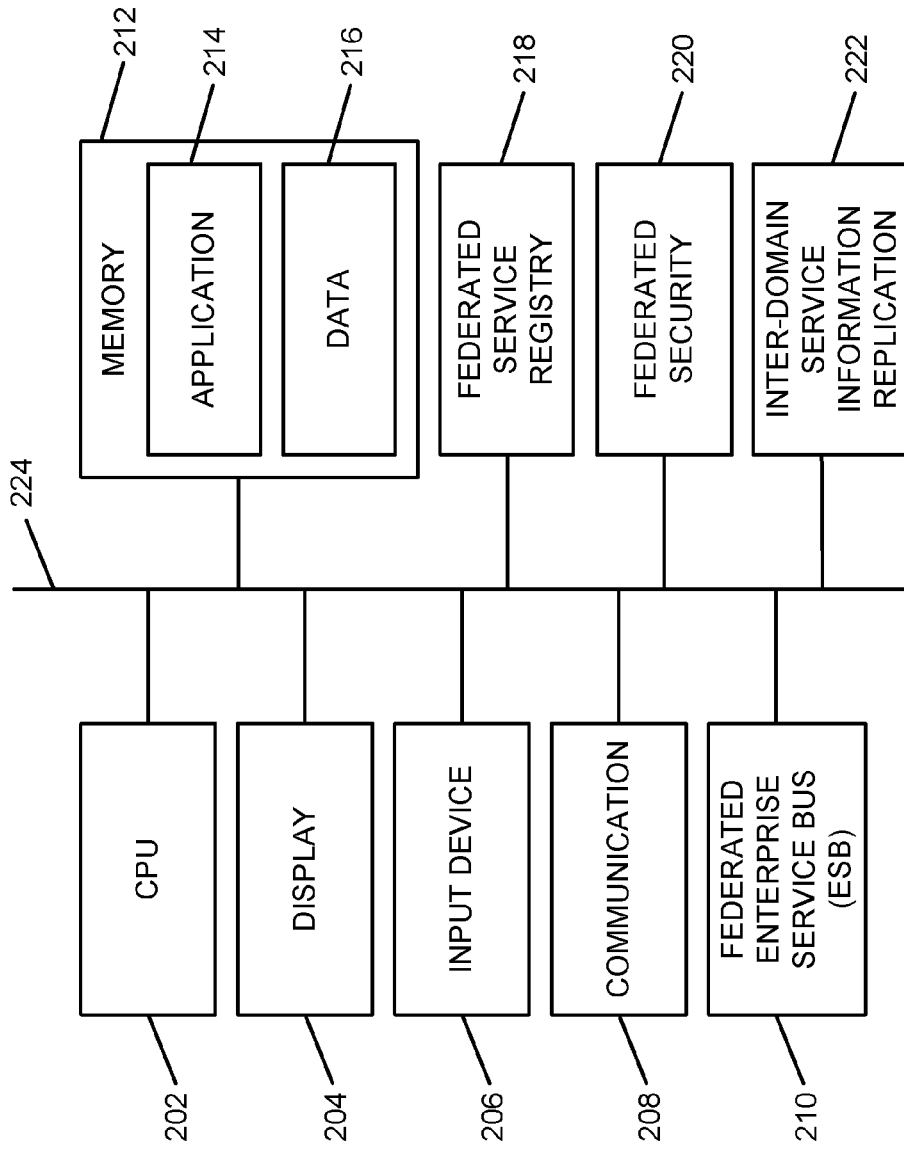 224
CPU
202
DISPLAY
204
INPUT DEVICE
206
COMMUNICATION
208
FEDERATED
ENTERPRISE
SERVICE BUS
(ESB)
210
MEMORY
212
APPLICATION
214
DATA
216
FEDERATED
SERVICE
REGISTRY
218
FEDERATED
SECURITY
220
INTER-DOMAIN
SERVICE
INFORMATION
REPLICATION
222